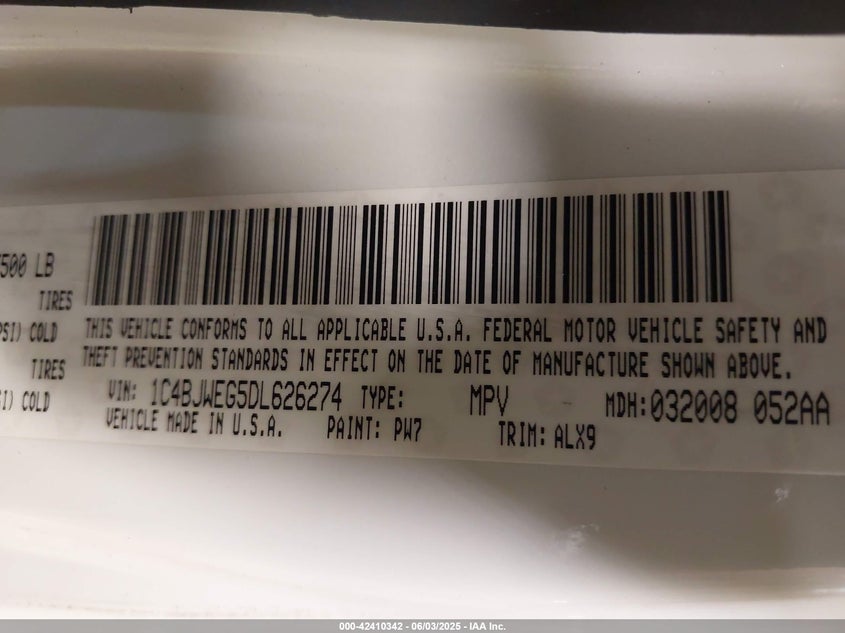 500 LB
TIRES
PSI) COLD
TIRES
SI) COLD
THIS VEHICLE CONFORMS TO ALL APPLICABLE U.S.A. FEDERAL MOTOR VEHICLE SAFETY AND
THEFT PREVENTION STANDARDS IN EFFECT ON THE DATE OF MANUFACTURE SHOWN ABOVE.
VIN: 1C4BJWEG5DL626274 TYPE: MPV MDH:032008 052AA
VEHICLE MADE IN U.S.A. PAINT: PW7 TRIM: ALX9
000-42410342 - 06/03/2025 - IAA Inc.